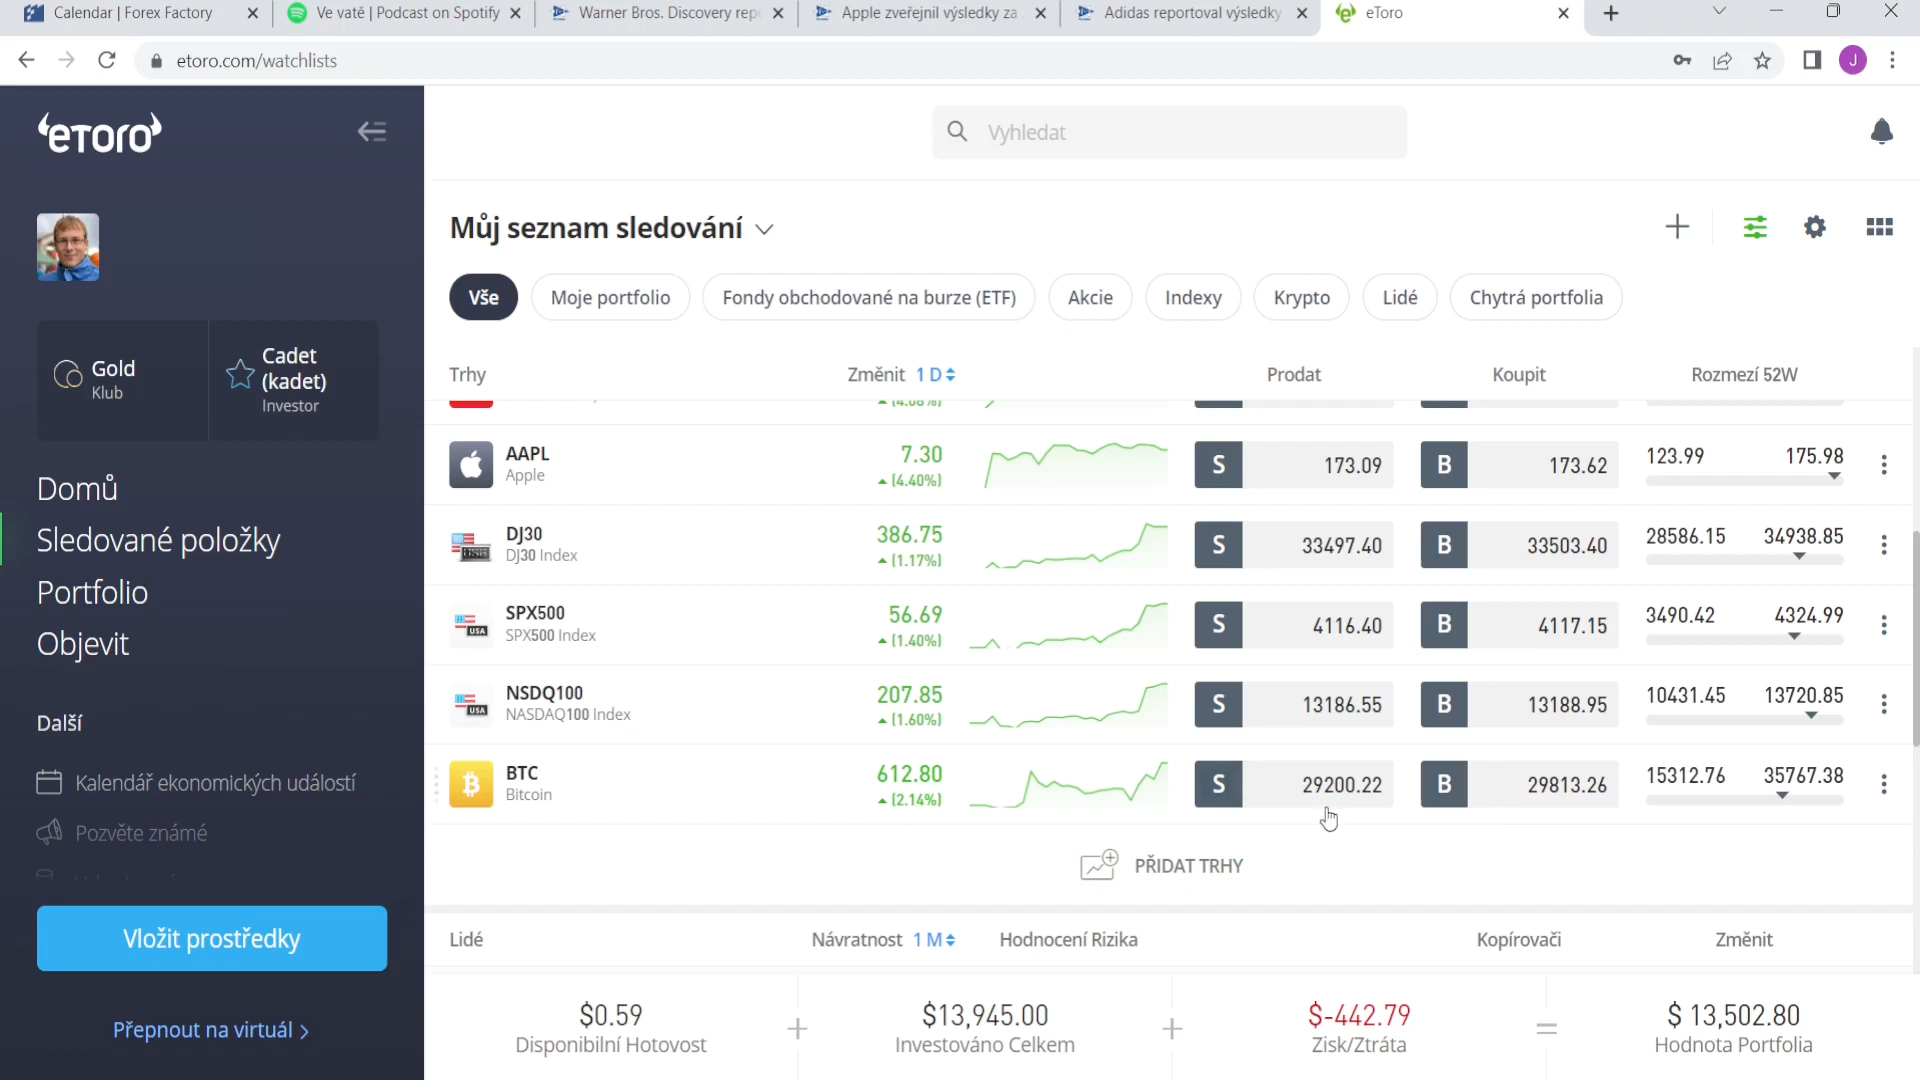 Calendar | Forex Factory
Ve vatě | Podcast on Spotify
Warner Bros. Discovery repo
Apple zveřejnil výsledky za
Adidas reportoval výsledky
eToro
etoro.com/watchlists
J
eToro
Vyhledat
Můj seznam sledování
Gold
Klub
Cadet
(kadet)
Investor
Vše
Moje portfolio
Fondy obchodované na burze (ETF)
Akcie
Indexy
Krypto
Lidé
Chytrá portfolia
Trhy
Změnit 1 D
Prodat
Koupit
Rozmezí 52W
AAPL
Apple
7.30
(4.40%)
S 173.09
B 173.62
123.99 175.98
DJ30
DJ30 Index
386.75
(1.17%)
S 33497.40
B 33503.40
28586.15 34938.85
SPX500
SPX500 Index
56.69
(1.40%)
S 4116.40
B 4117.15
3490.42 4324.99
NSDQ100
NASDAQ100 Index
207.85
(1.60%)
S 13186.55
B 13188.95
10431.45 13720.85
BTC
Bitcoin
612.80
(2.14%)
S 29200.22
B 29813.26
15312.76 35767.38
PŘIDAT TRHY
Lidé
Návratnost 1 M
Hodnocení Rizika
Kopírovači
Změnit
$0.59
Disponibilní Hotovost
+
$13,945.00
Investováno Celkem
+
$-442.79
Zisk/Ztráta
=
$ 13,502.80
Hodnota Portfolia
Domů
Sledované položky
Portfolio
Objevit
Další
Kalendář ekonomických událostí
Pozvěte známé
Vložit prostředky
Přepnout na virtuál >